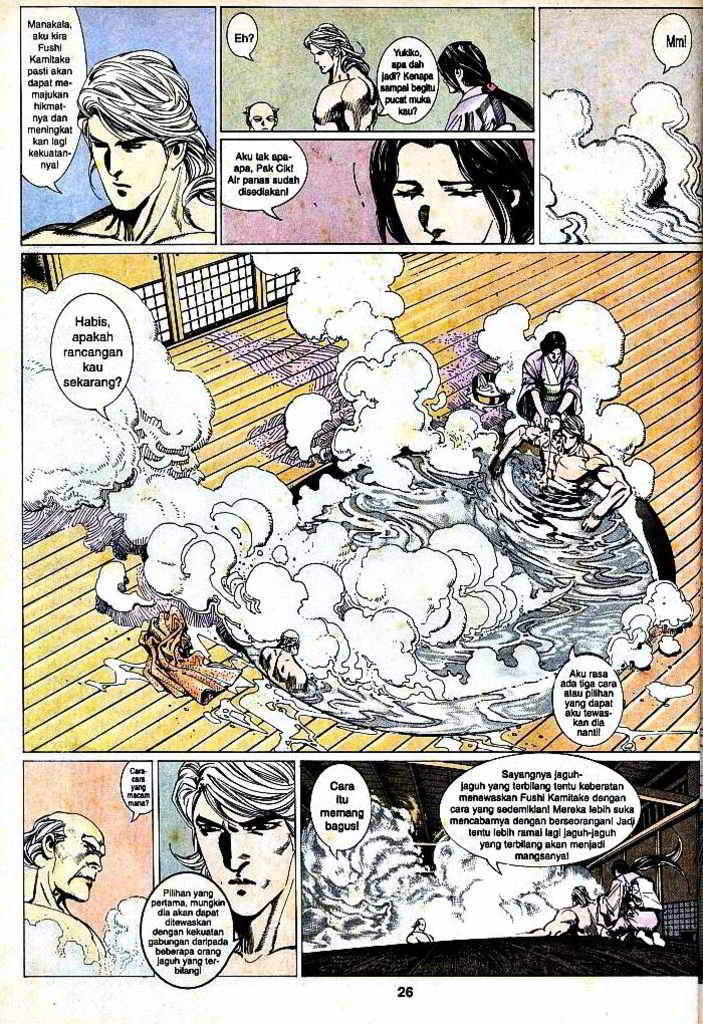 Manakala,
aku kira
Fushi
Kamitake
pasti akan
dapat me-
majukan
hikmat-
nya dan
meningkat
kan lagi
kekuatan-
nya!
Eh?
Yukiko,
apa dah
jadi? Kenapa
sampai begitu
pucat muka
kau?
Mm!
Aku tak apa-
apa, Pak Cik!
Air panas sudah
disediakan!
Habis,
apakah
rancangan
kau
sekarang?
Aku rasa
ada tiga cara
atau pilihan
yang dapat
aku tewas-
kan dia
nanti!
Cara-
cara
yang
macam
mana?
Pilihan yang
pertama, mungkin
dia akan dapat
ditewaskan
dengan kekuatan
gabungan daripada
beberapa orang
jaguh yang ter-
bilang!
Cara
itu
memang
bagus!
Sayangnya jaguh-
jaguh yang terbilang tentu keberatan
menewaskan Fushi Kamitake dengan
cara yang sedemikian! Mereka lebih suka
mencabarnya dengan berseorangan! Jadi
tentu lebih ramai lagi jaguh-jaguh
yang terbilang akan menjadi
mangsanya!
26